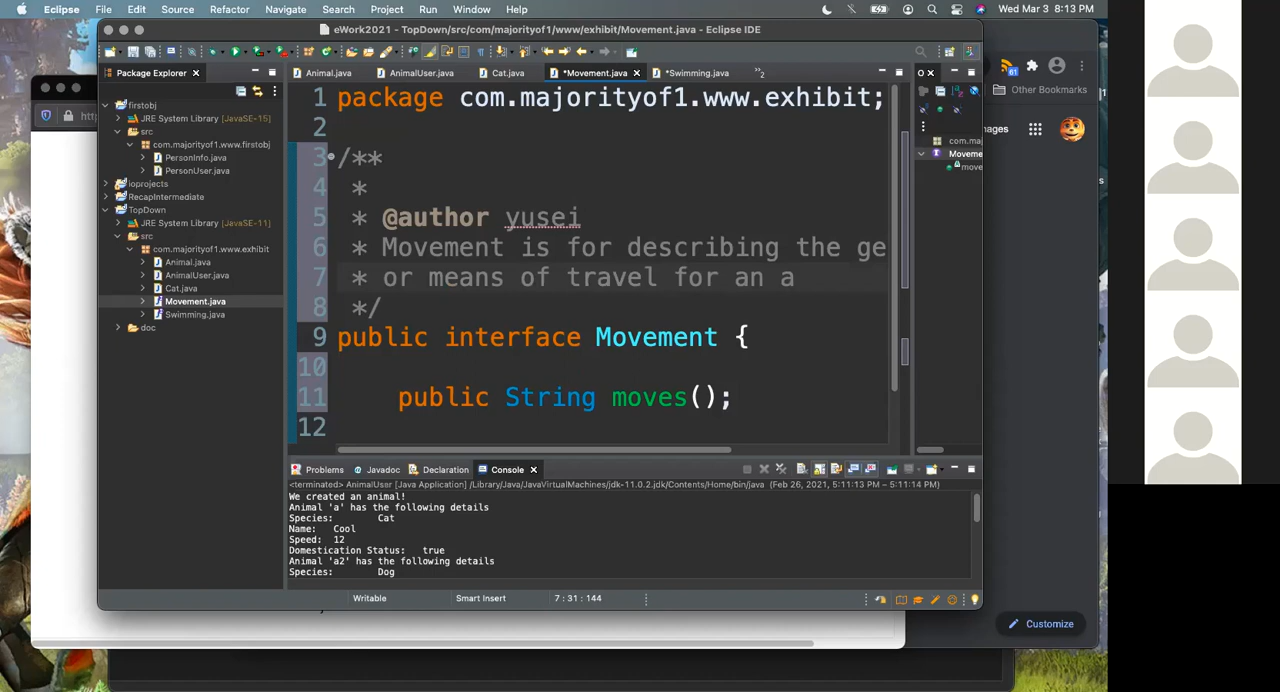 Eclipse File Edit Source Refactor Navigate Search Project Run Window Help Wed Mar 3 8:13 PM
eWork2021 - TopDown/src/com/majorityof1/www/exhibit/Movement.java - Eclipse IDE
Package Explorer
Animal.java AnimalUser.java Cat.java *Movement.java *Swimming.java »2
61
Other Bookmarks
firstobj
JRE System Library [JavaSE-15]
src
com.majorityof1.www.firstobj
PersonInfo.java
PersonUser.java
Ioprojects
RecapIntermediate
TopDown
JRE System Library [JavaSE-11]
src
com.majorityof1.www.exhibit
Animal.java
AnimalUser.java
Cat.java
Movement.java
Swimming.java
doc
1 package com.majorityof1.www.exhibit;
2
3 /**
4 *
5 * @author yusei
6 * Movement is for describing the ge
7 * or means of travel for an a
8 */
9 public interface Movement {
10
11 public String moves();
12
com.maj
Moveme
move
Problems Javadoc Declaration Console
<terminated> AnimalUser [Java Application] /Library/Java/JavaVirtualMachines/jdk-11.0.2.jdk/Contents/Home/bin/java (Feb 26, 2021, 5:11:13 PM – 5:11:14 PM)
We created an animal!
Animal 'a' has the following details
Species: Cat
Name: Cool
Speed: 12
Domestication Status: true
Animal 'a2' has the following details
Species: Dog
Writable Smart Insert 7 : 31 : 144
Customize